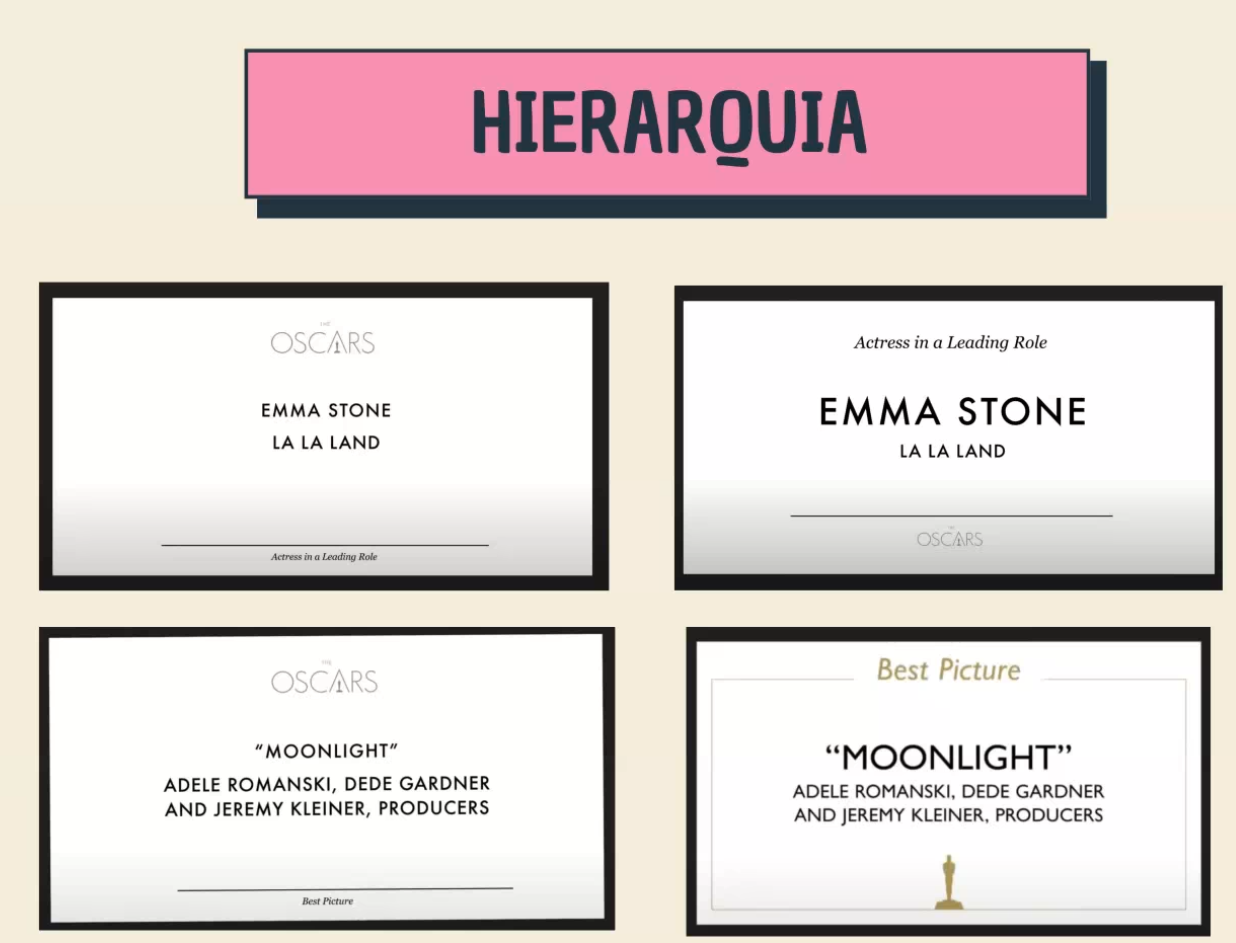 HIERARQUIA
THE
OSCARS
EMMA STONE
LA LA LAND
Actress in a Leading Role
Actress in a Leading Role
EMMA STONE
LA LA LAND
THE
OSCARS
THE
OSCARS
“MOONLIGHT”
ADELE ROMANSKI, DEDE GARDNER
AND JEREMY KLEINER, PRODUCERS
Best Picture
Best Picture
“MOONLIGHT”
ADELE ROMANSKI, DEDE GARDNER
AND JEREMY KLEINER, PRODUCERS